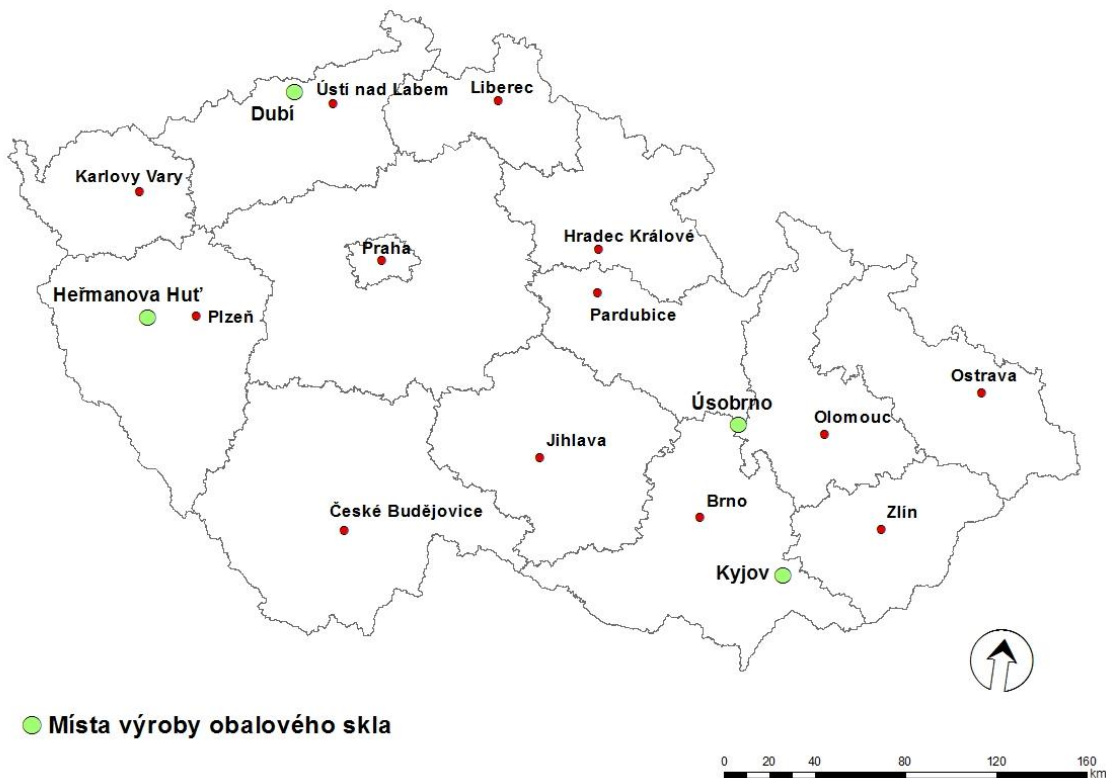 Ústí nad Labem
Liberec
Dubí
Karlovy Vary
Hradec Králové
Praha
Heřmanova Huť
Plzeň
Pardubice
Ostrava
Úsobrno
Olomouc
Jihlava
Brno
České Budějovice
Zlín
Kyjov
Místa výroby obalového skla
0 20 40 80 120 160
km